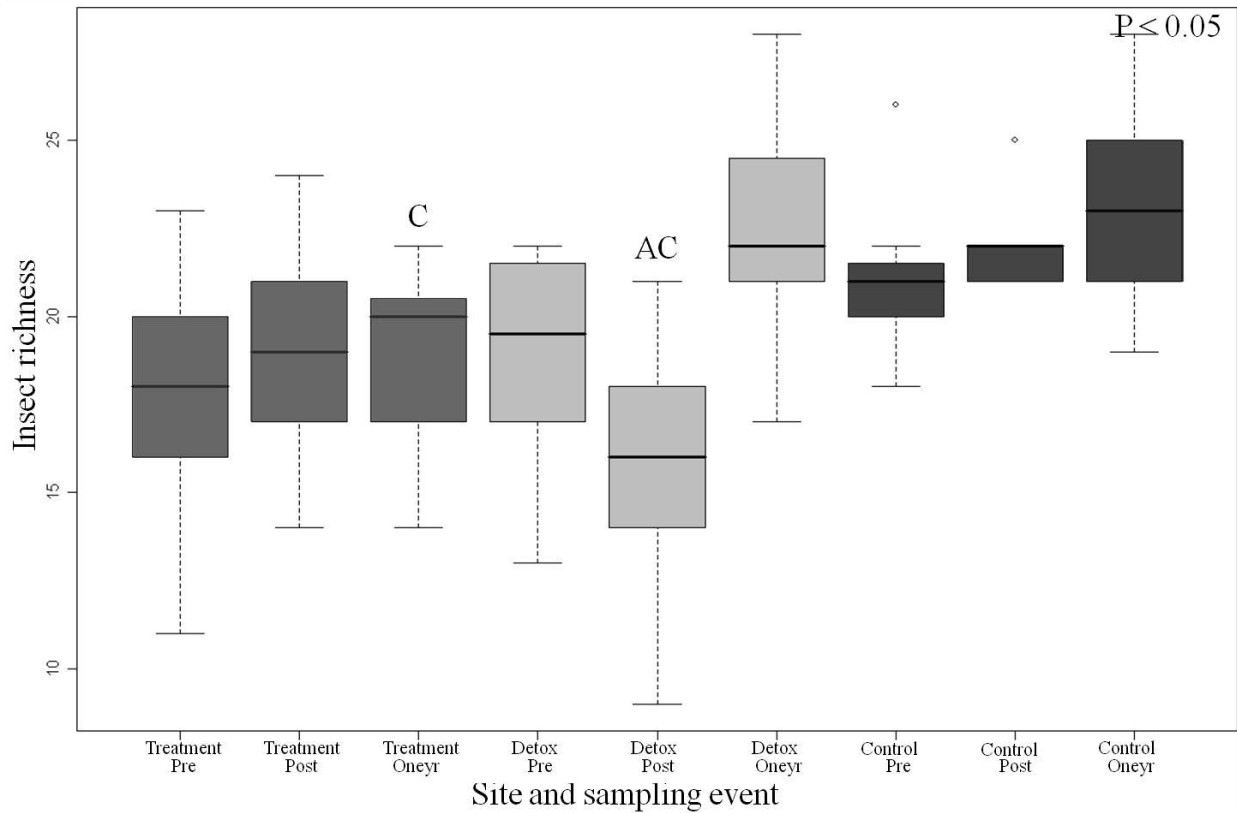 P < 0.05
C
AC
Insect richness
25
20
15
10
Treatment
Pre
Treatment
Post
Treatment
Oneyr
Detox
Pre
Detox
Post
Detox
Oneyr
Control
Pre
Control
Post
Control
Oneyr
Site and sampling event